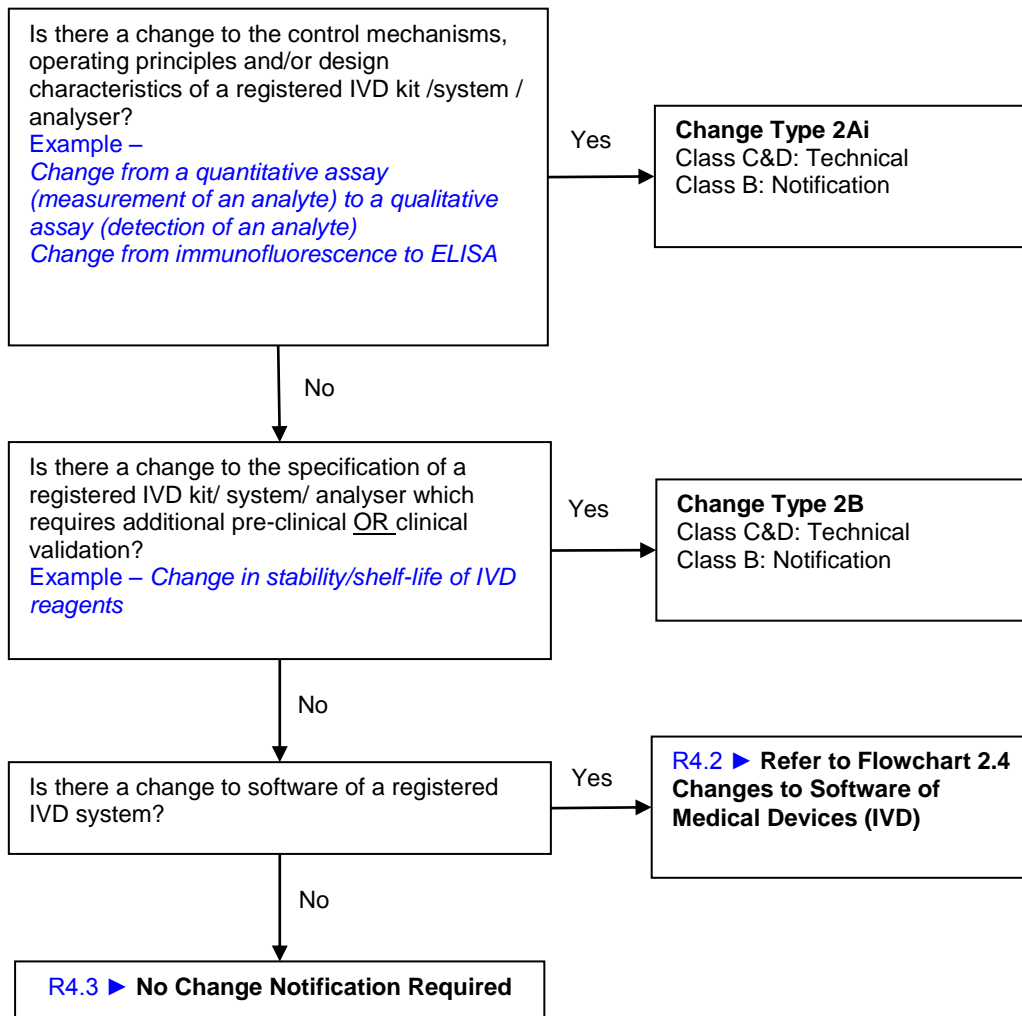 Is there a change to the control mechanisms,
operating principles and/or design
characteristics of a registered IVD kit /system /
analyser?
Example –
Change from a quantitative assay
(measurement of an analyte) to a qualitative
assay (detection of an analyte)
Change from immunofluorescence to ELISA
Yes
Change Type 2Ai
Class C&D: Technical
Class B: Notification
No
Is there a change to the specification of a
registered IVD kit/ system/ analyser which
requires additional pre-clinical OR clinical
validation?
Example – Change in stability/shelf-life of IVD
reagents
Yes
Change Type 2B
Class C&D: Technical
Class B: Notification
No
Is there a change to software of a registered
IVD system?
Yes
R4.2 ► Refer to Flowchart 2.4
Changes to Software of
Medical Devices (IVD)
No
R4.3 ► No Change Notification Required